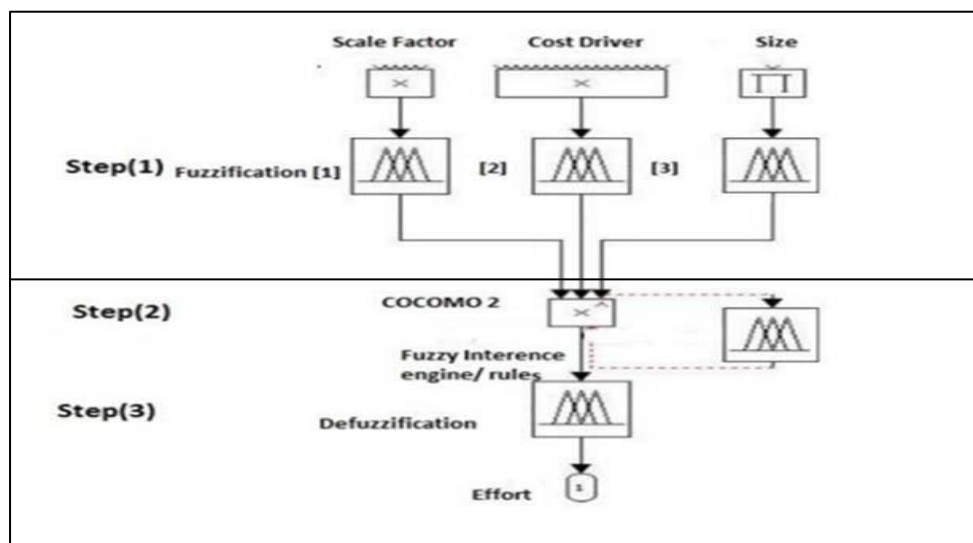 Scale Factor Cost Driver Size
Step(1) Fuzzification [1] [2] [3]
Step(2) COCOMO 2
Fuzzy Interence
engine/ rules
Step(3) Defuzzification
Effort 1